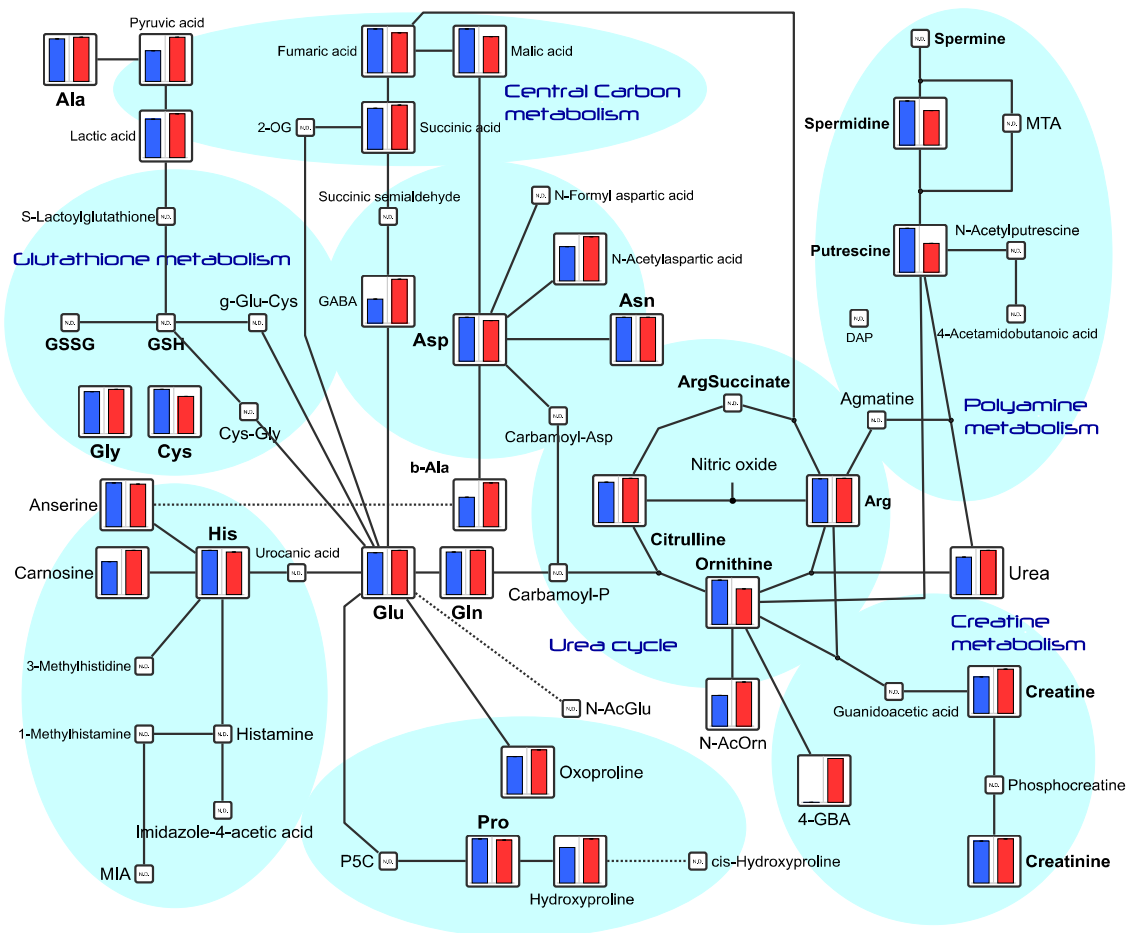 Pyruvic acid
Spermine
N.D.
Fumaric acid
Malic acid
Ala
Central Carbon
metabolism
Lactic acid
2-OG
N.D.
Succinic acid
Spermidine
N.D.
MTA
Succinic semialdehyde
N.D.
N.D.
N-Formyl aspartic acid
S-Lactoylglutathione
N.D.
N-Acetylputrescine
N.D.
Putrescine
Glutathione metabolism
N-Acetylaspartic acid
g-Glu-Cys
GABA
Asn
N.D.
GSSG
N.D.
GSH
N.D.
Asp
N.D.
DAP
N.D.
4-Acetamidobutanoic acid
ArgSuccinate
N.D.
Agmatine
N.D.
Polyamine
metabolism
N.D.
Cys-Gly
N.D.
Carbamoyl-Asp
Gly
Cys
b-Ala
Nitric oxide
Anserine
Arg
His
Citrulline
Urocanic acid
N.D.
Ornithine
Carnosine
Glu
Gln
N.D.
Carbamoyl-P
Urea
Creatine
metabolism
Urea cycle
3-Methylhistidine
N.D.
N.D.
Guanidoacetic acid
Creatine
N.D.
N-AcGlu
1-Methylhistamine
N.D.
N.D.
Histamine
N-AcOrn
Oxoproline
N.D.
Phosphocreatine
N.D.
Imidazole-4-acetic acid
4-GBA
Pro
P5C
N.D.
N.D.
cis-Hydroxyproline
Creatinine
MIA
N.D.
Hydroxyproline